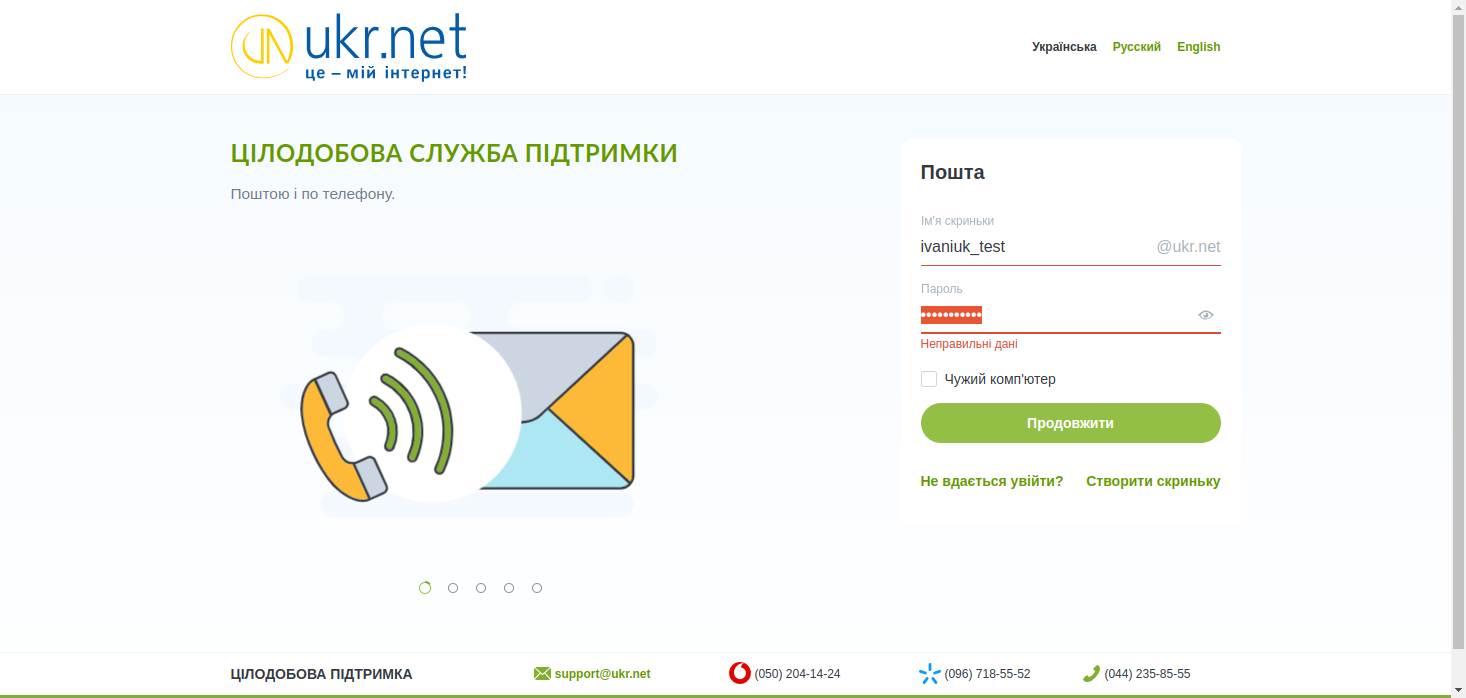 ukr.net
це – мій інтернет!
Українська Русский English
ЦІЛОДОБОВА СЛУЖБА ПІДТРИМКИ
Поштою і по телефону.
Пошта
Ім'я скриньки
ivaniuk_test @ukr.net
Пароль
•••••••••••
Неправильні дані
Чужий комп'ютер
Продовжити
Не вдається увійти? Створити скриньку
ЦІЛОДОБОВА ПІДТРИМКА support@ukr.net (050) 204-14-24 (096) 718-55-52 (044) 235-85-55